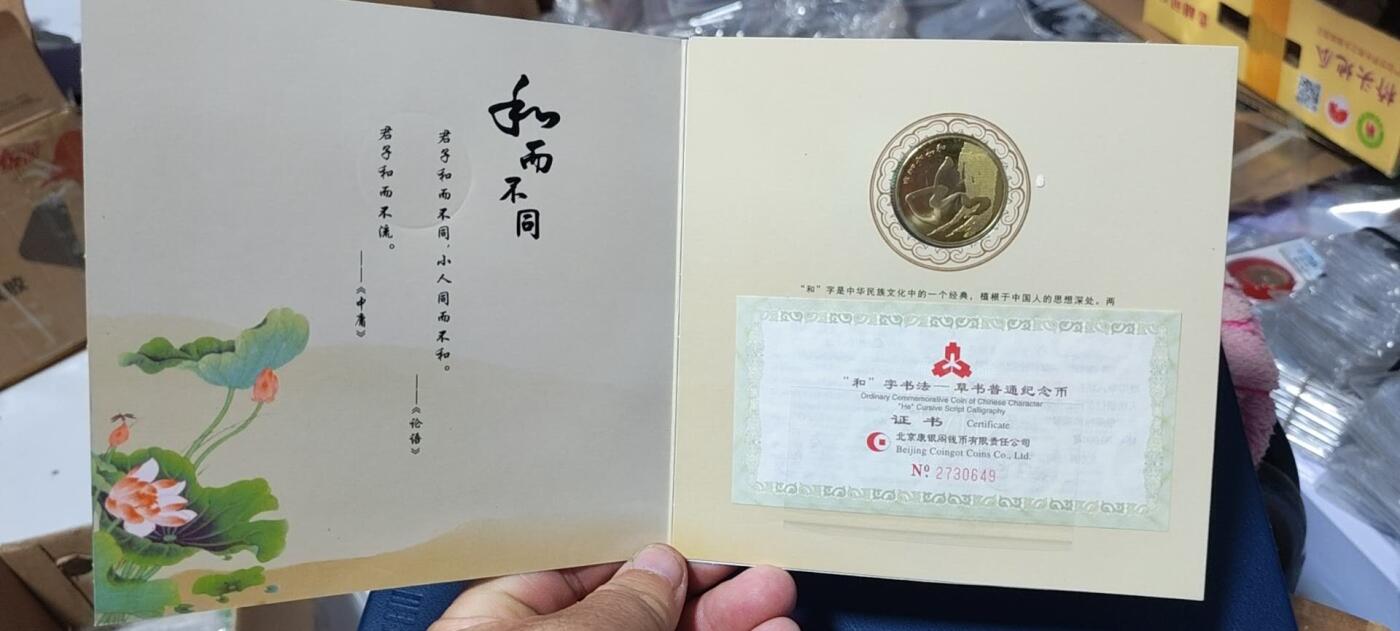 和而不同
君子和而不同，小人同而不和。
——《论语》
君子和而不流。
——《中庸》
“和”字是中华民族文化中的一个经典，植根于中国人的思想深处。两
“和”字书法—草书普通纪念币
Ordinary Commemorative Coin of Chinese Character
"He" Cursive Script Calligraphy
证书 Certificate
北京康银阁钱币有限责任公司
Beijing Coingot Coins Co., Ltd.
№ 2730649
桥头地瓜